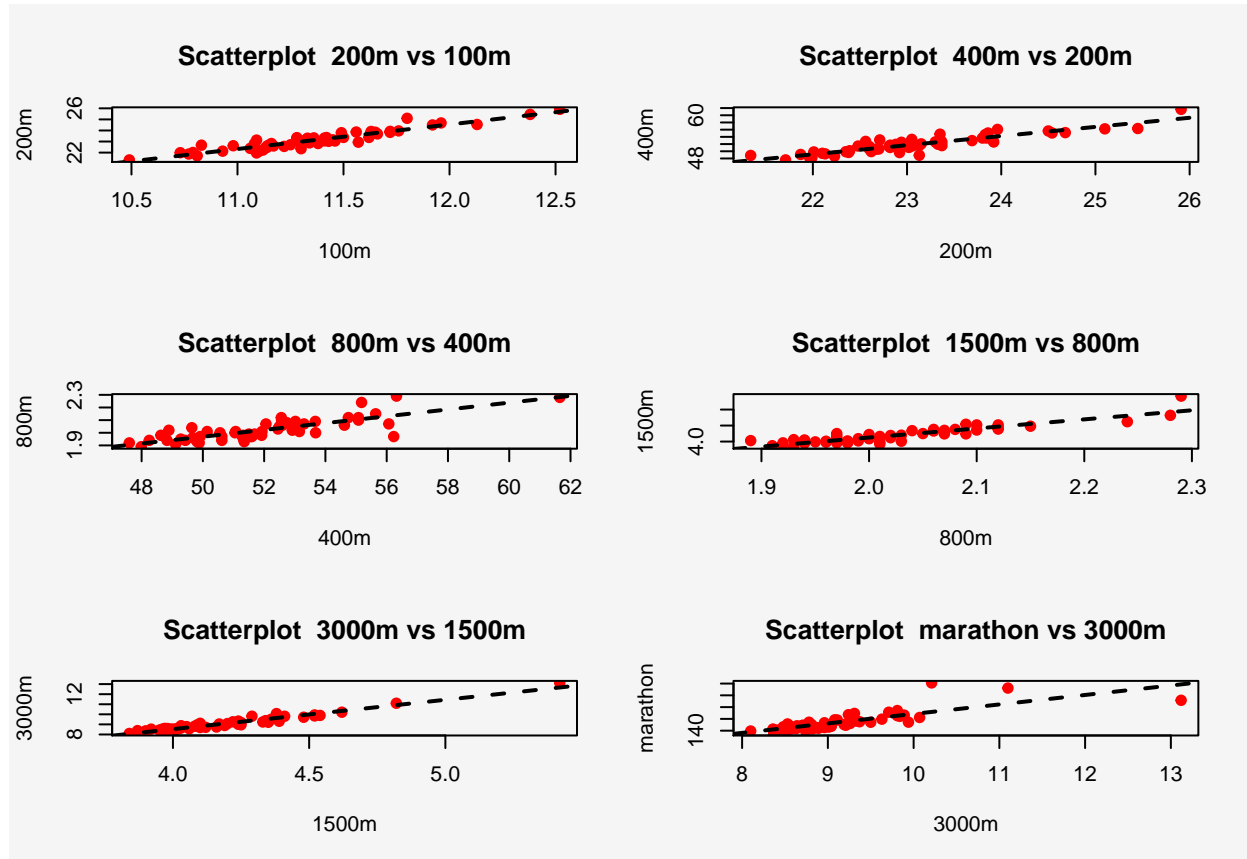 Scatterplot 200m vs 100m
200m
22
26
10.5 11.0 11.5 12.0 12.5
100m
Scatterplot 400m vs 200m
400m
48
60
22 23 24 25 26
200m
Scatterplot 800m vs 400m
800m
1.9
2.3
48 50 52 54 56 58 60 62
400m
Scatterplot 1500m vs 800m
15000m
4.0
1.9 2.0 2.1 2.2 2.3
800m
Scatterplot 3000m vs 1500m
3000m
8
12
4.0 4.5 5.0
1500m
Scatterplot marathon vs 3000m
marathon
140
8 9 10 11 12 13
3000m